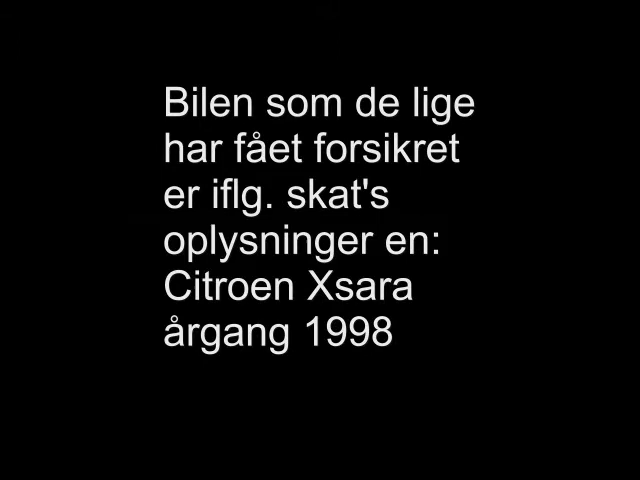 Bilen som de lige
har fået forsikret
er iflg. skat's
oplysninger en:
Citroen Xsara
årgang 1998